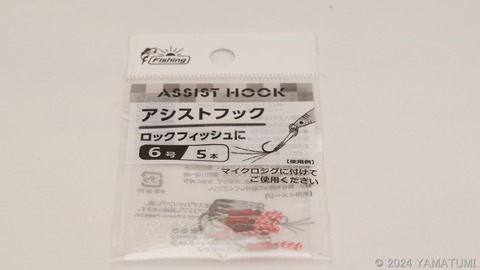 Fishing
ASSIST HOOK
アシストフック
ロックフィッシュに
6号 5本
【使用例】
マイクロジグに付けて
ご使用ください
© 2024 YAMATUMI